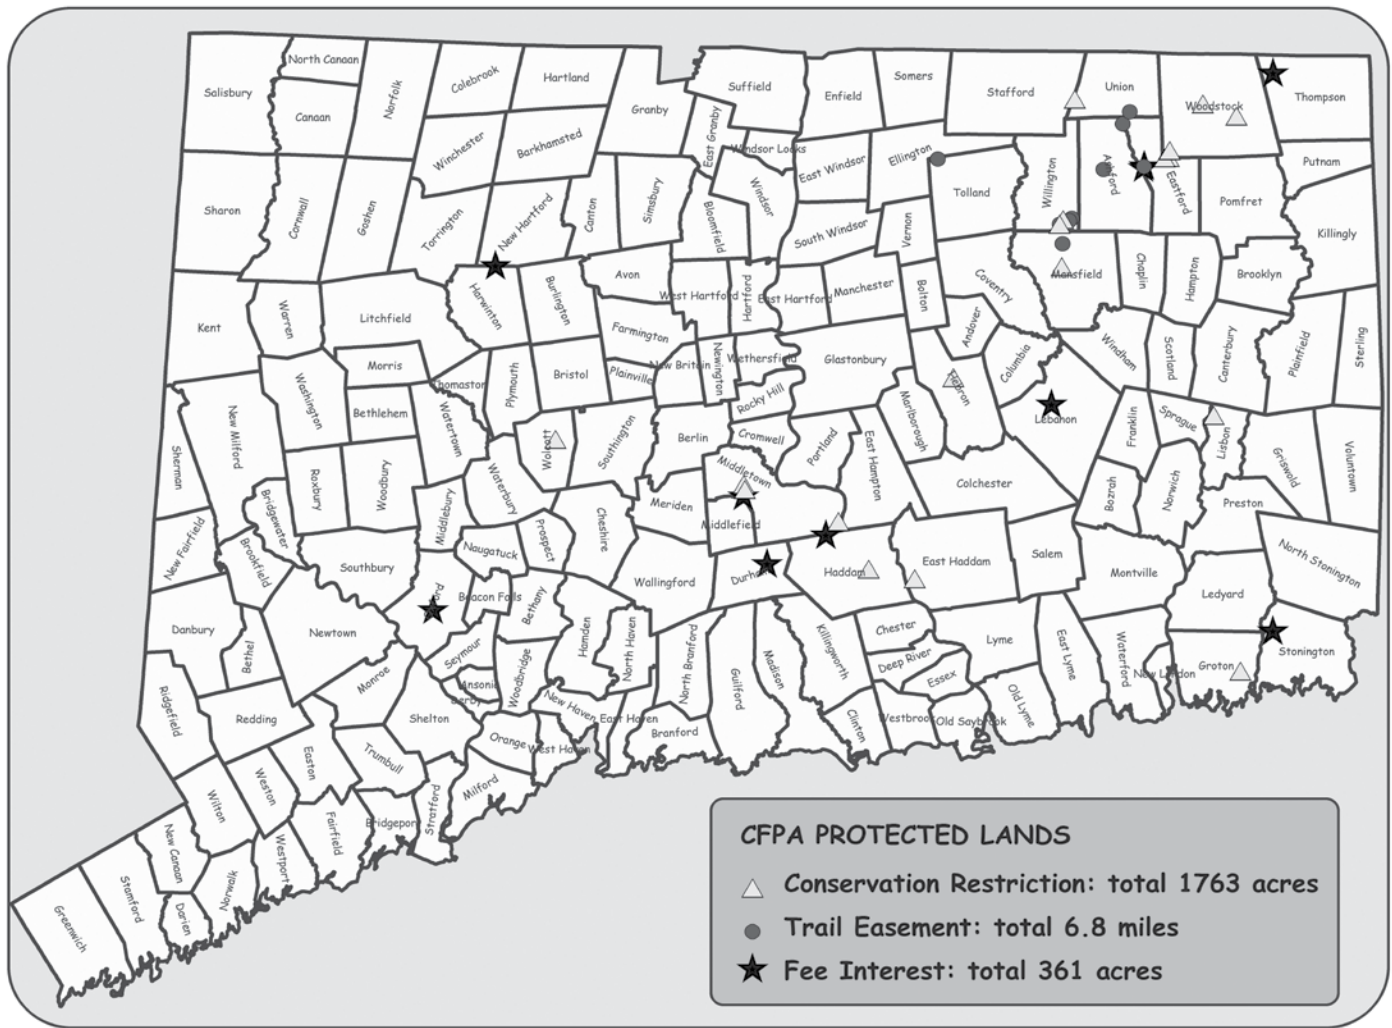 North Canaan
Salisbury
Canaan
Norfolk
Colebrook
Hartland
Granby
Suffield
Enfield
Somers
Stafford
Union
Woodstock
Thompson
Winchester
Barkhamsted
East Granby
Windsor Locks
East Windsor
Ellington
Tolland
Willington
Eastford
Pomfret
Putnam
Sharon
Cornwall
Goshen
Torrington
New Hartford
Canton
Simsbury
Bloomfield
Windsor
South Windsor
Vernon
Killingly
Kent
Warren
Litchfield
Harwinton
Burlington
Avon
West Hartford
Hartford
East Hartford
Manchester
Bolton
Coventry
Mansfield
Chaplin
Hampton
Brooklyn
Farmington
Andover
Columbia
Windham
Scotland
Canterbury
Plainfield
Sterling
Morris
Thomaston
Plymouth
Bristol
Plainville
New Britain
Newington
Wethersfield
Glastonbury
Hebron
Marlborough
Lebanon
Rocky Hill
Washington
Bethlehem
Watertown
New Milford
Sherman
Roxbury
Woodbury
Wolcott
Southington
Berlin
Cromwell
Portland
East Hampton
Franklin
Sprague
Lisbon
Griswold
Voluntown
Middletown
Middlefield
Meriden
Colchester
Bozrah
Norwich
Preston
Bridgewater
Middlebury
Waterbury
Naugatuck
Prospect
Cheshire
New Fairfield
Brookfield
Southbury
Beacon Falls
Bethany
Wallingford
Durham
Haddam
East Haddam
Salem
Montville
Ledyard
North Stonington
Danbury
Bethel
Newtown
Seymour
Hamden
North Haven
North Branford
Guilford
Madison
Killingworth
Chester
Deep River
Essex
Lyme
East Lyme
Waterford
New London
Groton
Stonington
Ridgefield
Redding
Monroe
Ansonia
Derby
Woodbridge
New Haven
East Haven
Branford
Clinton
Westbrook
Old Saybrook
Old Lyme
Shelton
Orange
West Haven
Easton
Trumbull
Milford
Wilton
Weston
Fairfield
Bridgeport
Stratford
New Canaan
Westport
Norwalk
Darien
Stamford
Greenwich
CFPA PROTECTED LANDS
Conservation Restriction: total 1763 acres
Trail Easement: total 6.8 miles
Fee Interest: total 361 acres